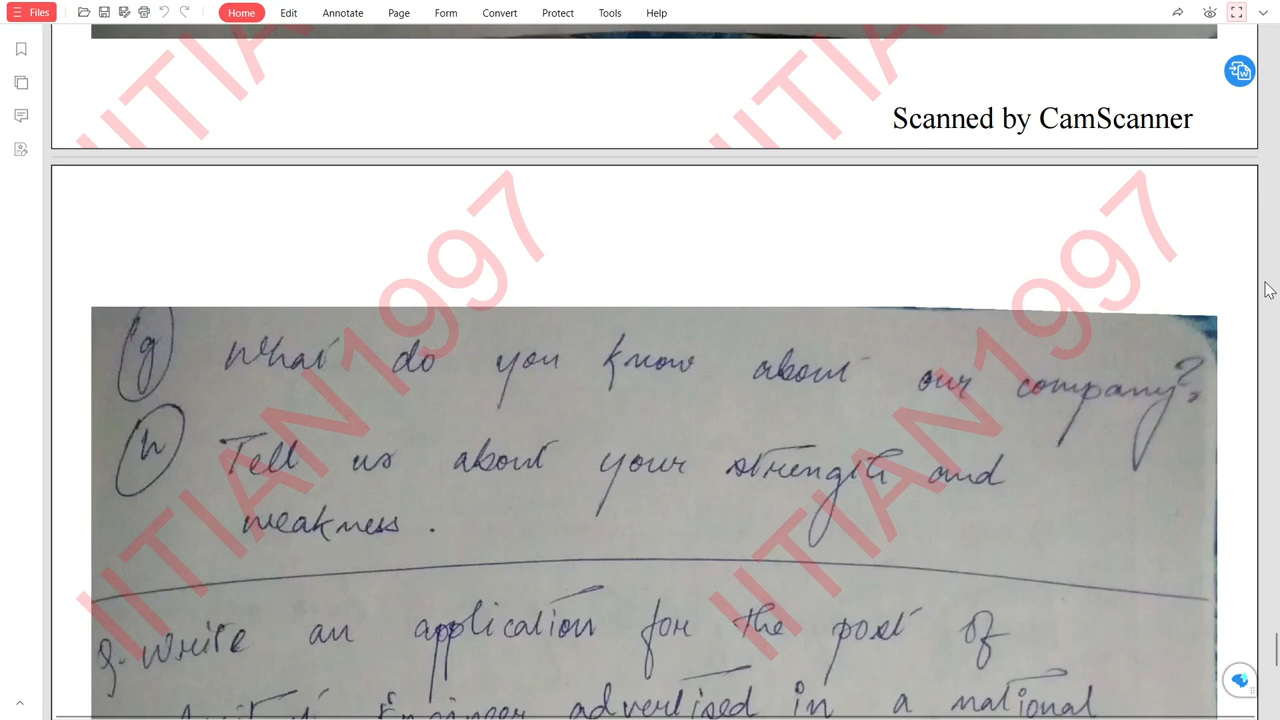 Files
Home Edit Annotate Page Form Convert Protect Tools Help
IITIAN1997 IITIAN1997
Scanned by CamScanner
(g) What do you know about our company?
(h) Tell us about your strength and
weakness.
Q. Write an application for the post of
Engineer advertised in a national